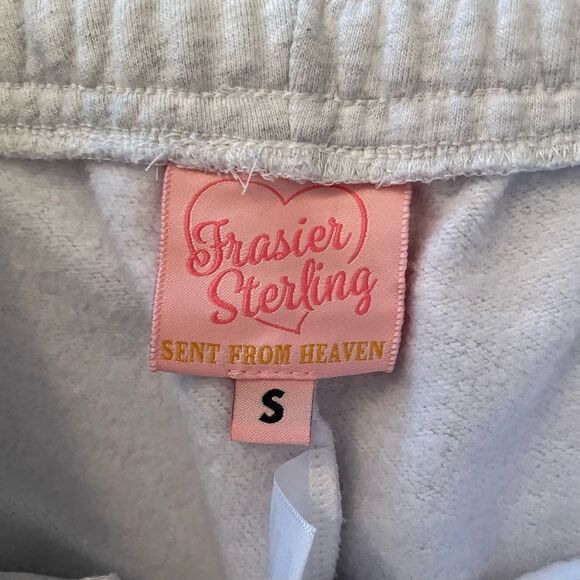 Frasier
Sterling
SENT FROM HEAVEN
S